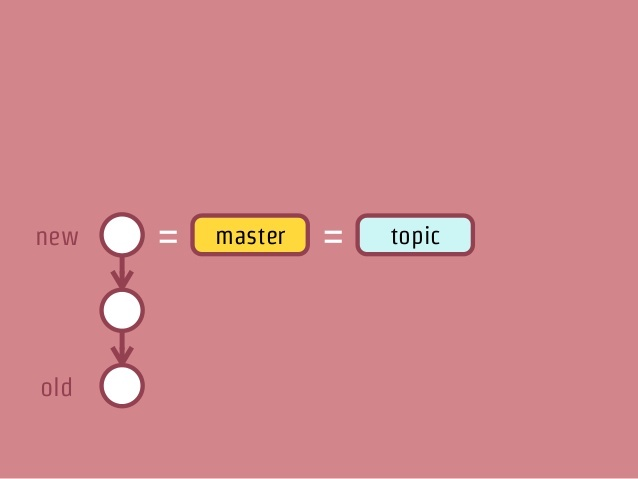 new = master = topic
old